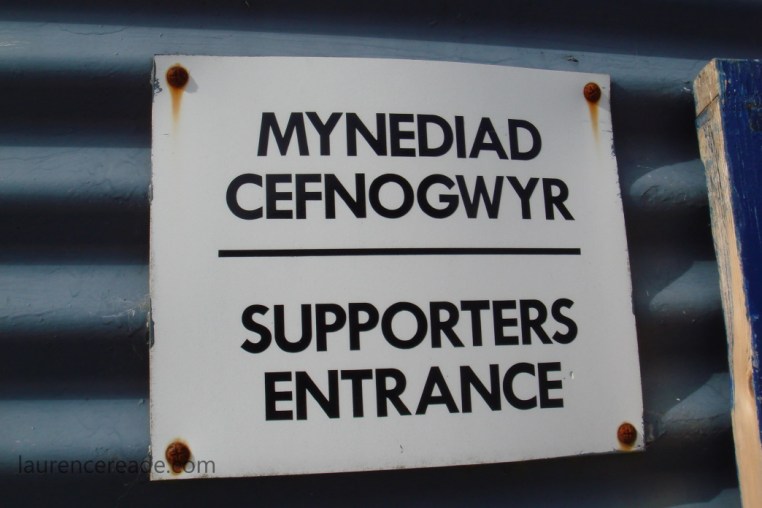 MYNEDIAD
CEFNOGWYR
SUPPORTERS
ENTRANCE
laurencereade.com